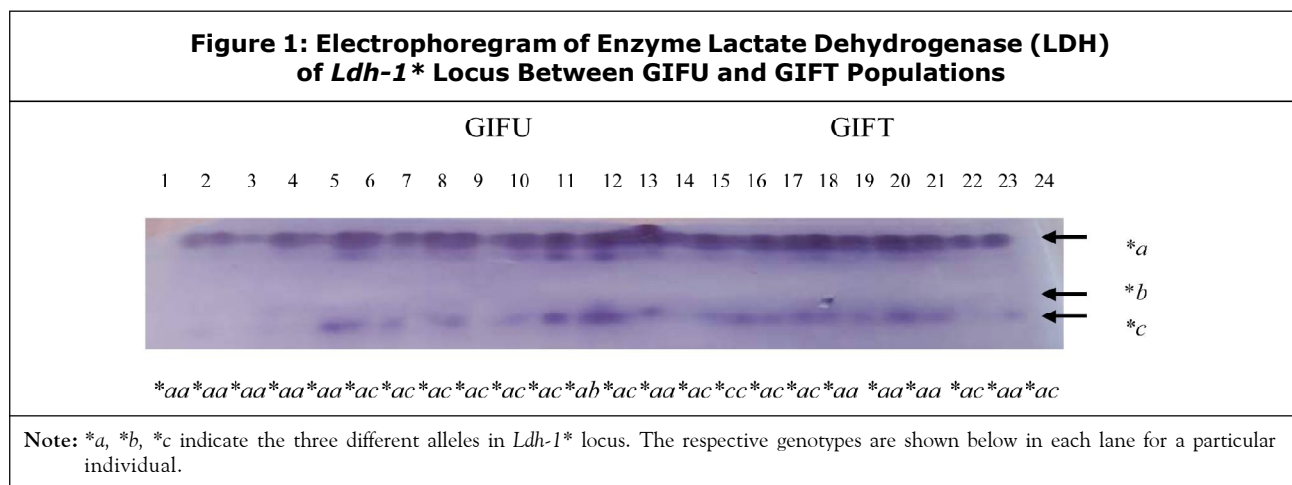 Figure 1: Electrophoregram of Enzyme Lactate Dehydrogenase (LDH)
of Ldh-1* Locus Between GIFU and GIFT Populations
GIFU GIFT
1 2 3 4 5 6 7 8 9 10 11 12 13 14 15 16 17 18 19 20 21 22 23 24
*a
*b
*c
*aa*aa*aa*aa*aa*ac*ac*ac*ac*ac*ac*ab*ac*aa*ac*cc*ac*ac*aa *aa*aa *ac*aa*ac
Note: *a, *b, *c indicate the three different alleles in Ldh-1* locus. The respective genotypes are shown below in each lane for a particular
individual.